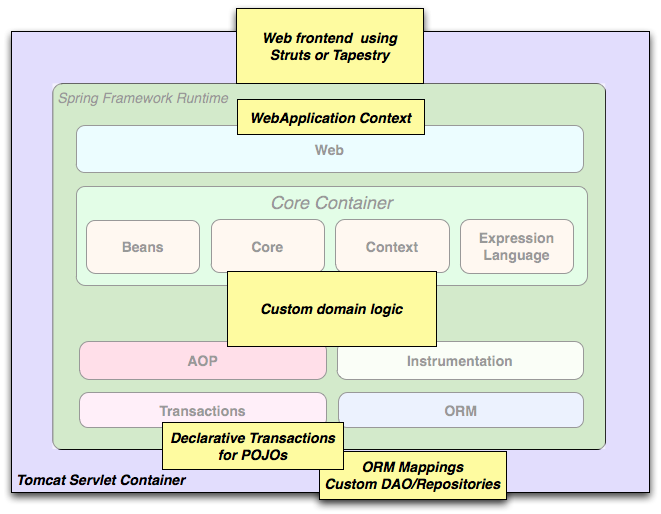 Web frontend using
Struts or Tapestry
Spring Framework Runtime
WebApplication Context
Web
Core Container
Beans
Core
Context
Expression
Language
Custom domain logic
AOP
Instrumentation
Transactions
ORM
Declarative Transactions
for POJOs
ORM Mappings
Custom DAO/Repositories
Tomcat Servlet Container